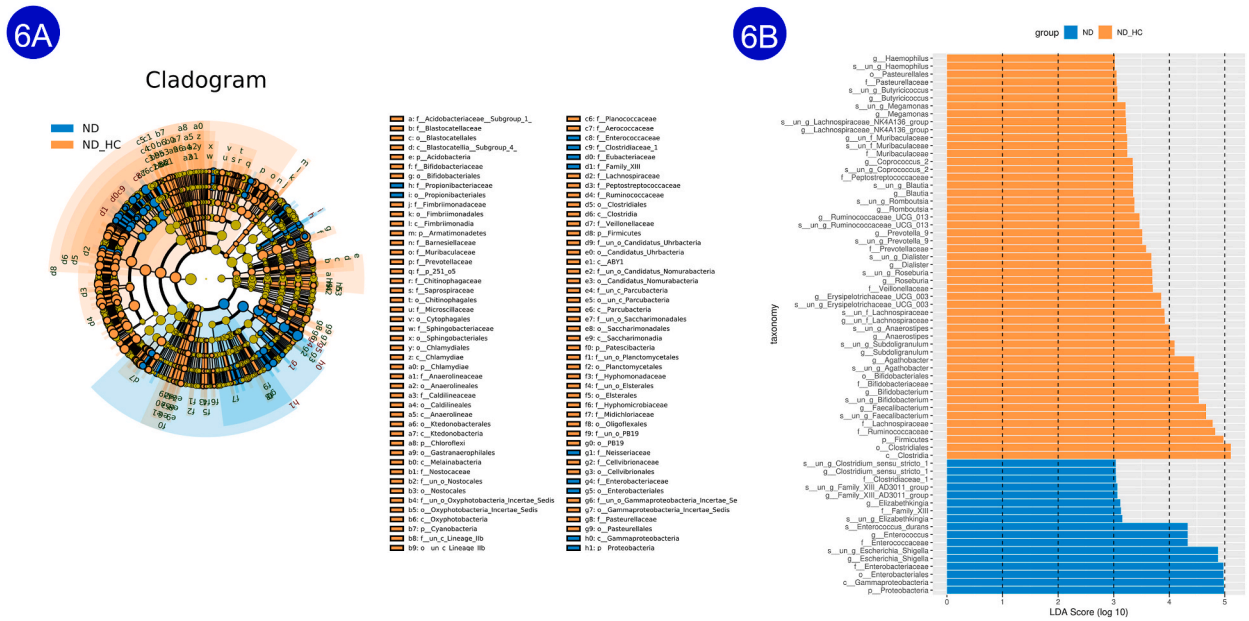 6A
Cladogram
ND
ND_HC
a: f__Acidobacteriaceae__Subgroup_1_
b: f__Blastocatellaceae
c: o__Blastocatellales
d: c__Blastocatellia_Subgroup_4_
e: p__Acidobacteria
f: f__Bifidobacteriaceae
g: o__Bifidobacteriales
h: f__Propionibacteriaceae
i: o__Propionibacteriales
j: f__Fimbriimonadaceae
k: o__Fimbriimonadales
l: c__Fimbriimonadia
m: p__Armatimonadetes
n: f__Barnesiellaceae
o: f__Muribaculaceae
p: f__Prevotellaceae
q: f__p_251_o5
r: f__Chitinophagaceae
s: f__Saprospiraceae
t: o__Chitinophagales
u: f__Microscillaceae
v: o__Cytophagales
w: f__Sphingobacteriaceae
x: o__Sphingobacteriales
y: o__Chlamydiales
z: c__Chlamydiae
a0: p__Chlamydiae
a1: f__Anaerolineaceae
a2: o__Anaerolineales
a3: f__Caldilineaceae
a4: o__Caldilineales
a5: c__Anaerolineae
a6: o__Ktedonobacterales
a7: c__Ktedonobacteria
a8: p__Chloroflexi
a9: o__Gastranaerophilales
b0: c__Melainabacteria
b1: f__Nostocaceae
b2: f__un_o_Nostocales
b3: o__Nostocales
b4: f__un_o_Oxyphotobacteria_Incertae_Sedis
b5: o__Oxyphotobacteria_Incertae_Sedis
b6: c__Oxyphotobacteria
b7: p__Cyanobacteria
b8: f__un_c_Lineage_IIb
b9: o__un_c_Lineage_IIb
c6: f__Planococcaceae
c7: f__Aerococcaceae
c8: f__Enterococcaceae
c9: f__Clostridiaceae_1
d0: f__Eubacteriaceae
d1: f__Family_XIII
d2: f__Lachnospiraceae
d3: f__Peptostreptococcaceae
d4: f__Ruminococcaceae
d5: o__Clostridiales
d6: c__Clostridia
d7: f__Veillonellaceae
d8: p__Firmicutes
d9: f__un_o_Candidatus_Uhrbacteria
e0: o__Candidatus_Uhrbacteria
e1: c__ABY1
e2: f__un_o_Candidatus_Nomurabacteria
e3: o__Candidatus_Nomurabacteria
e4: f__un_c_Parcubacteria
e5: o__un_c_Parcubacteria
e6: c__Parcubacteria
e7: f__un_o_Saccharimonadales
e8: o__Saccharimonadales
e9: c__Saccharimonadia
f0: p__Patescibacteria
f1: f__un_o_Planctomycetales
f2: o__Planctomycetales
f3: f__Hyphomonadaceae
f4: f__un_o_Elsterales
f5: o__Elsterales
f6: f__Hyphomicrobiaceae
f7: f__Midichloriaceae
f8: o__Oligoflexales
f9: f__un_o_PB19
g0: o__PB19
g1: f__Neisseriaceae
g2: f__Cellvibrionaceae
g3: o__Cellvibrionales
g4: f__Enterobacteriaceae
g5: o__Enterobacteriales
g6: f__un_o_Gammaproteobacteria_Incertae_Se
g7: o__Gammaproteobacteria_Incertae_Sedis
g8: f__Pasteurellaceae
g9: o__Pasteurellales
h0: c__Gammaproteobacteria
h1: p__Proteobacteria
6B
group ND ND_HC
taxonomy
g__Haemophilus
s__un_g_Haemophilus
o__Pasteurellales
f__Pasteurellaceae
s__un_g_Butyricicoccus
g__Butyricicoccus
s__un_g_Megamonas
g__Megamonas
s__un_g_Lachnospiraceae_NK4A136_group
g__Lachnospiraceae_NK4A136_group
g__un_f_Muribaculaceae
s__un_f_Muribaculaceae
f__Muribaculaceae
g__Coprococcus_2
s__un_g_Coprococcus_2
f__Peptostreptococcaceae
s__un_g_Blautia
g__Blautia
s__un_g_Romboutsia
g__Romboutsia
g__Ruminococcaceae_UCG_013
s__un_g_Ruminococcaceae_UCG_013
g__Prevotella_9
s__un_g_Prevotella_9
f__Prevotellaceae
s__un_g_Dialister
g__Dialister
s__un_g_Roseburia
g__Roseburia
f__Veillonellaceae
g__Erysipelotrichaceae_UCG_003
s__un_g_Erysipelotrichaceae_UCG_003
s__un_f_Lachnospiraceae
g__un_f_Lachnospiraceae
s__un_g_Anaerostipes
g__Anaerostipes
s__un_g_Subdoligranulum
g__Subdoligranulum
g__Agathobacter
s__un_g_Agathobacter
o__Bifidobacteriales
f__Bifidobacteriaceae
g__Bifidobacterium
s__un_g_Bifidobacterium
g__Faecalibacterium
s__un_g_Faecalibacterium
f__Lachnospiraceae
f__Ruminococcaceae
p__Firmicutes
o__Clostridiales
c__Clostridia
s__un_g_Clostridium_sensu_stricto_1
g__Clostridium_sensu_stricto_1
f__Clostridiaceae_1
s__un_g_Family_XIII_AD3011_group
g__Family_XIII_AD3011_group
g__Elizabethkingia
f__Family_XIII
s__un_g_Elizabethkingia
s__Enterococcus_durans
g__Enterococcus
f__Enterococcaceae
s__un_g_Escherichia_Shigella
g__Escherichia_Shigella
f__Enterobacteriaceae
o__Enterobacteriales
c__Gammaproteobacteria
p__Proteobacteria
0 1 2 3 4 5
LDA Score (log 10)